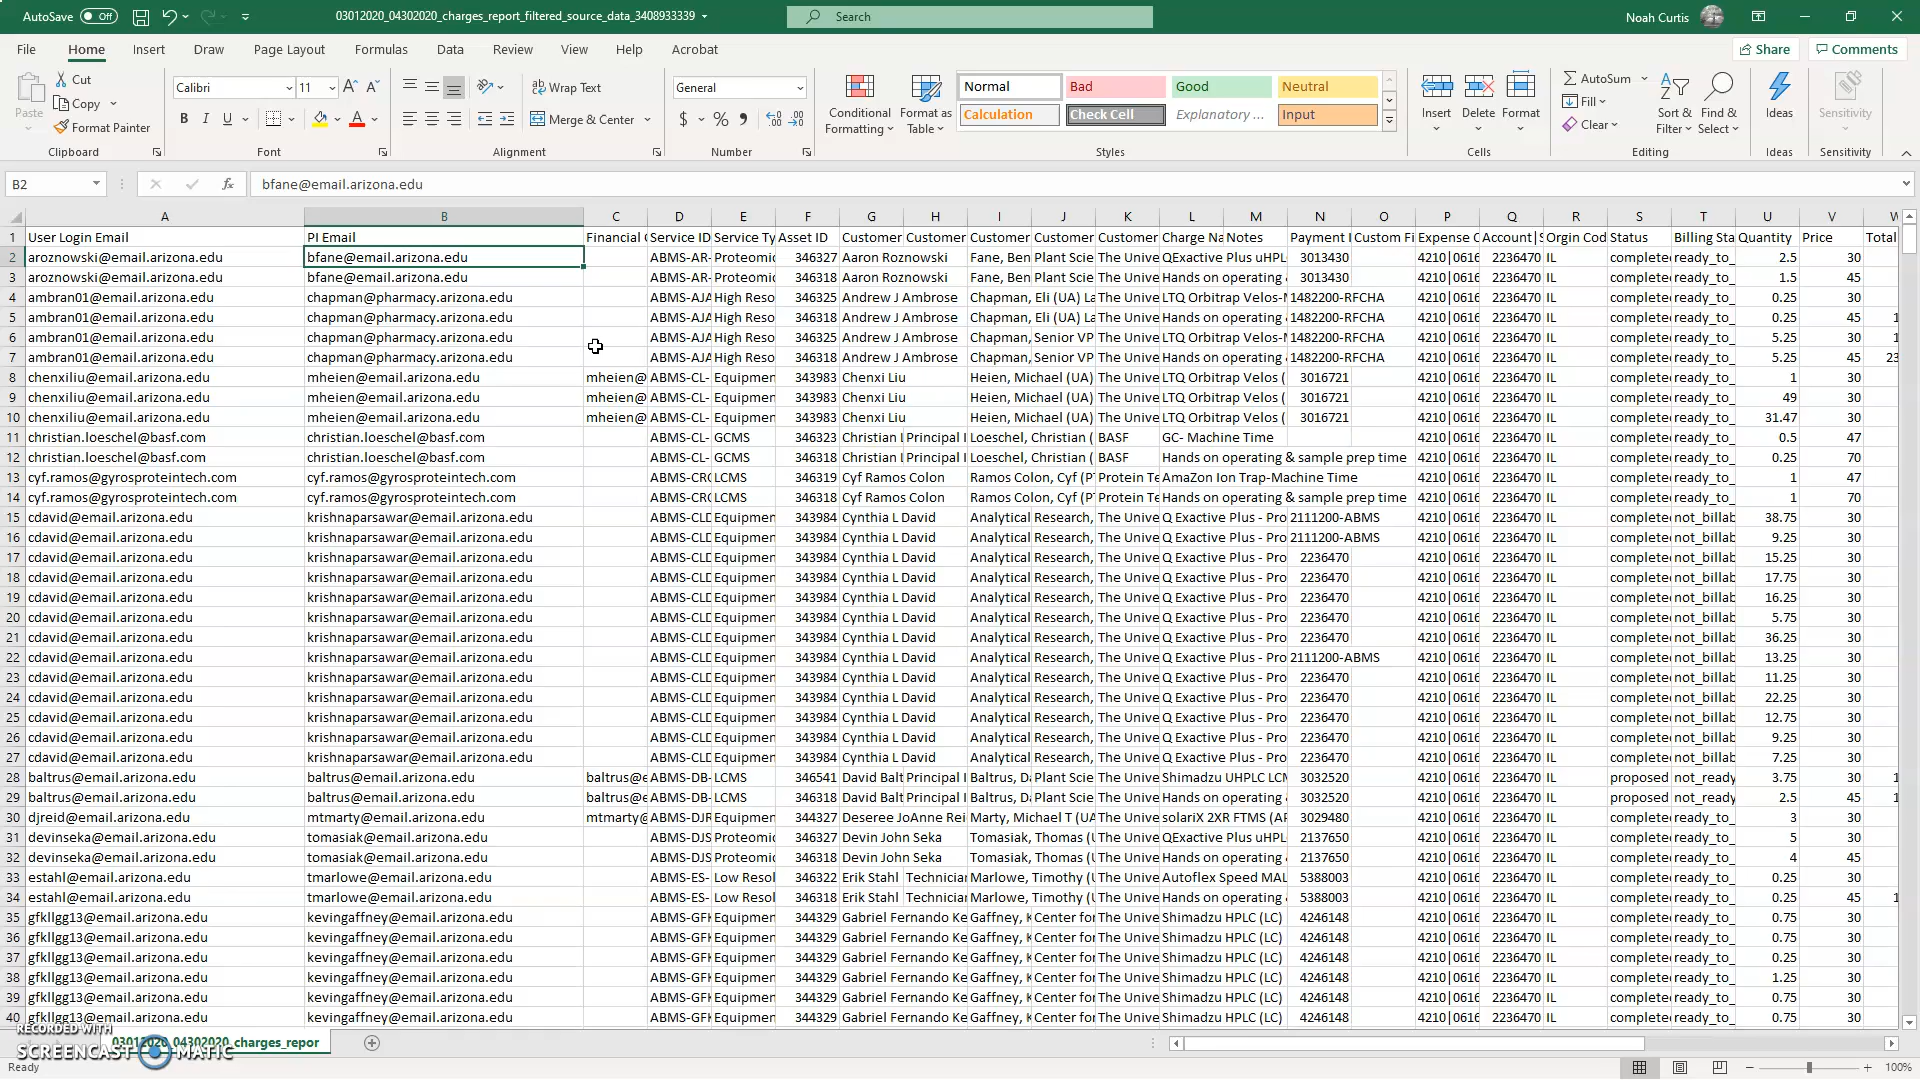 AutoSave Off 03012020_04302020_charges_report_filtered_source_data_3408933339 Search Noah Curtis
File Home Insert Draw Page Layout Formulas Data Review View Help Acrobat Share Comments
Paste Cut Copy Format Painter Clipboard
Calibri 11 A A B I U A Font
Wrap Text Merge & Center Alignment
General $ % Number
Conditional Formatting Format as Table
Normal Bad Good Neutral
Calculation Check Cell Explanatory ... Input
Styles
Insert Delete Format Cells
AutoSum Fill Clear Sort & Filter Find & Select Editing
Ideas Ideas
Sensitivity Sensitivity
B2 fx bfane@email.arizona.edu
A B C D E F G H I J K L M N O P Q R S T U V W
1 User Login Email PI Email Financial Service ID Service Ty Asset ID Customer Customer Customer Customer Customer Charge Na Notes Payment Custom Fi Expense C Account|S Orgin Cod Status Billing Sta Quantity Price Total
2 aroznowski@email.arizona.edu bfane@email.arizona.edu ABMS-AR- Proteomic 346327 Aaron Roznowski Fane, Ben Plant Scie The Unive QExactive Plus uHPL 3013430 4210|0616 2236470 IL complete ready_to_ 2.5 30
3 aroznowski@email.arizona.edu bfane@email.arizona.edu ABMS-AR- Proteomic 346318 Aaron Roznowski Fane, Ben Plant Scie The Unive Hands on operating 3013430 4210|0616 2236470 IL complete ready_to_ 1.5 45
4 ambran01@email.arizona.edu chapman@pharmacy.arizona.edu ABMS-AJA High Reso 346325 Andrew J Ambrose Chapman, Eli (UA) La The Unive LTQ Orbitrap Velos- 1482200-RFCHA 4210|0616 2236470 IL complete ready_to_ 0.25 30
5 ambran01@email.arizona.edu chapman@pharmacy.arizona.edu ABMS-AJA High Reso 346318 Andrew J Ambrose Chapman, Eli (UA) La The Unive Hands on operating 1482200-RFCHA 4210|0616 2236470 IL complete ready_to_ 0.25 45 1
6 ambran01@email.arizona.edu chapman@pharmacy.arizona.edu ABMS-AJA High Reso 346325 Andrew J Ambrose Chapman, Senior VP The Unive LTQ Orbitrap Velos- 1482200-RFCHA 4210|0616 2236470 IL complete ready_to_ 5.25 30 1
7 ambran01@email.arizona.edu chapman@pharmacy.arizona.edu ABMS-AJA High Reso 346318 Andrew J Ambrose Chapman, Senior VP The Unive Hands on operating 1482200-RFCHA 4210|0616 2236470 IL complete ready_to_ 5.25 45 23
8 chenxiliu@email.arizona.edu mheien@email.arizona.edu mheien@ ABMS-CL- Equipmen 343983 Chenxi Liu Heien, Michael (UA) The Unive LTQ Orbitrap Velos ( 3016721 4210|0616 2236470 IL complete ready_to_ 1 30
9 chenxiliu@email.arizona.edu mheien@email.arizona.edu mheien@ ABMS-CL- Equipmen 343983 Chenxi Liu Heien, Michael (UA) The Unive LTQ Orbitrap Velos ( 3016721 4210|0616 2236470 IL complete ready_to_ 49 30
10 chenxiliu@email.arizona.edu mheien@email.arizona.edu mheien@ ABMS-CL- Equipmen 343983 Chenxi Liu Heien, Michael (UA) The Unive LTQ Orbitrap Velos ( 3016721 4210|0616 2236470 IL complete ready_to_ 31.47 30
11 christian.loeschel@basf.com christian.loeschel@basf.com ABMS-CL- GCMS 346323 Christian L Principal I Loeschel, Christian ( BASF GC- Machine Time 4210|0616 2236470 IL complete ready_to_ 0.5 47
12 christian.loeschel@basf.com christian.loeschel@basf.com ABMS-CL- GCMS 346318 Christian L Principal I Loeschel, Christian ( BASF Hands on operating & sample prep time 4210|0616 2236470 IL complete ready_to_ 0.25 70
13 cyf.ramos@gyrosproteintech.com cyf.ramos@gyrosproteintech.com ABMS-CRC LCMS 346319 Cyf Ramos Colon Ramos Colon, Cyf (PT Protein Te AmaZon Ion Trap-Machine Time 4210|0616 2236470 IL complete ready_to_ 1 47
14 cyf.ramos@gyrosproteintech.com cyf.ramos@gyrosproteintech.com ABMS-CRC LCMS 346318 Cyf Ramos Colon Ramos Colon, Cyf (PT Protein Te Hands on operating & sample prep time 4210|0616 2236470 IL complete ready_to_ 1 70
15 cdavid@email.arizona.edu krishnaparsawar@email.arizona.edu ABMS-CLD Equipmen 343984 Cynthia L David Analytical Research, The Unive Q Exactive Plus - Pro 2111200-ABMS 4210|0616 2236470 IL complete not_billab 38.75 30
16 cdavid@email.arizona.edu krishnaparsawar@email.arizona.edu ABMS-CLD Equipmen 343984 Cynthia L David Analytical Research, The Unive Q Exactive Plus - Pro 2111200-ABMS 4210|0616 2236470 IL complete not_billab 9.25 30
17 cdavid@email.arizona.edu krishnaparsawar@email.arizona.edu ABMS-CLD Equipmen 343984 Cynthia L David Analytical Research, The Unive Q Exactive Plus - Pro 2236470 4210|0616 2236470 IL complete not_billab 15.25 30
18 cdavid@email.arizona.edu krishnaparsawar@email.arizona.edu ABMS-CLD Equipmen 343984 Cynthia L David Analytical Research, The Unive Q Exactive Plus - Pro 2236470 4210|0616 2236470 IL complete not_billab 17.75 30
19 cdavid@email.arizona.edu krishnaparsawar@email.arizona.edu ABMS-CLD Equipmen 343984 Cynthia L David Analytical Research, The Unive Q Exactive Plus - Pro 2236470 4210|0616 2236470 IL complete not_billab 16.25 30
20 cdavid@email.arizona.edu krishnaparsawar@email.arizona.edu ABMS-CLD Equipmen 343984 Cynthia L David Analytical Research, The Unive Q Exactive Plus - Pro 2236470 4210|0616 2236470 IL complete not_billab 5.75 30
21 cdavid@email.arizona.edu krishnaparsawar@email.arizona.edu ABMS-CLD Equipmen 343984 Cynthia L David Analytical Research, The Unive Q Exactive Plus - Pro 2236470 4210|0616 2236470 IL complete not_billab 36.25 30
22 cdavid@email.arizona.edu krishnaparsawar@email.arizona.edu ABMS-CLD Equipmen 343984 Cynthia L David Analytical Research, The Unive Q Exactive Plus - Pro 2111200-ABMS 4210|0616 2236470 IL complete not_billab 13.25 30
23 cdavid@email.arizona.edu krishnaparsawar@email.arizona.edu ABMS-CLD Equipmen 343984 Cynthia L David Analytical Research, The Unive Q Exactive Plus - Pro 2236470 4210|0616 2236470 IL complete not_billab 11.25 30
24 cdavid@email.arizona.edu krishnaparsawar@email.arizona.edu ABMS-CLD Equipmen 343984 Cynthia L David Analytical Research, The Unive Q Exactive Plus - Pro 2236470 4210|0616 2236470 IL complete not_billab 22.25 30
25 cdavid@email.arizona.edu krishnaparsawar@email.arizona.edu ABMS-CLD Equipmen 343984 Cynthia L David Analytical Research, The Unive Q Exactive Plus - Pro 2236470 4210|0616 2236470 IL complete not_billab 12.75 30
26 cdavid@email.arizona.edu krishnaparsawar@email.arizona.edu ABMS-CLD Equipmen 343984 Cynthia L David Analytical Research, The Unive Q Exactive Plus - Pro 2236470 4210|0616 2236470 IL complete not_billab 9.25 30
27 cdavid@email.arizona.edu krishnaparsawar@email.arizona.edu ABMS-CLD Equipmen 343984 Cynthia L David Analytical Research, The Unive Q Exactive Plus - Pro 2236470 4210|0616 2236470 IL complete not_billab 7.25 30
28 baltrus@email.arizona.edu baltrus@email.arizona.edu baltrus@e ABMS-DB- LCMS 346541 David Balt Principal I Baltrus, Da Plant Scie The Unive Shimadzu UHPLC LCM 3032520 4210|0616 2236470 IL proposed not_ready 3.75 30 1
29 baltrus@email.arizona.edu baltrus@email.arizona.edu baltrus@e ABMS-DB- LCMS 346318 David Balt Principal I Baltrus, Da Plant Scie The Unive Hands on operating 3032520 4210|0616 2236470 IL proposed not_ready 2.5 45 1
30 djreid@email.arizona.edu mtmarty@email.arizona.edu mtmarty@ ABMS-DJR Equipmen 344327 Deseree JoAnne Rei Marty, Michael T (UA The Unive solariX 2XR FTMS (AP 3029480 4210|0616 2236470 IL complete ready_to_ 3 30
31 devinseka@email.arizona.edu tomasiak@email.arizona.edu ABMS-DJS Proteomic 346327 Devin John Seka Tomasiak, Thomas (U The Unive QExactive Plus uHPL 2137650 4210|0616 2236470 IL complete ready_to_ 5 30
32 devinseka@email.arizona.edu tomasiak@email.arizona.edu ABMS-DJS Proteomic 346318 Devin John Seka Tomasiak, Thomas (U The Unive Hands on operating 2137650 4210|0616 2236470 IL complete ready_to_ 4 45
33 estahl@email.arizona.edu tmarlowe@email.arizona.edu ABMS-ES- Low Resol 346322 Erik Stahl Technician Marlowe, Timothy (U The Unive Autoflex Speed MAL 5388003 4210|0616 2236470 IL complete ready_to_ 0.25 30
34 estahl@email.arizona.edu tmarlowe@email.arizona.edu ABMS-ES- Low Resol 346318 Erik Stahl Technician Marlowe, Timothy (U The Unive Hands on operating 5388003 4210|0616 2236470 IL complete ready_to_ 0.25 45 1
35 gfkllgg13@email.arizona.edu kevingaffney@email.arizona.edu ABMS-GFK Equipmen 344329 Gabriel Fernando Ke Gaffney, K Center for The Unive Shimadzu HPLC (LC) 4246148 4210|0616 2236470 IL complete ready_to_ 0.75 30
36 gfkllgg13@email.arizona.edu kevingaffney@email.arizona.edu ABMS-GFK Equipmen 344329 Gabriel Fernando Ke Gaffney, K Center for The Unive Shimadzu HPLC (LC) 4246148 4210|0616 2236470 IL complete ready_to_ 0.75 30
37 gfkllgg13@email.arizona.edu kevingaffney@email.arizona.edu ABMS-GFK Equipmen 344329 Gabriel Fernando Ke Gaffney, K Center for The Unive Shimadzu HPLC (LC) 4246148 4210|0616 2236470 IL complete ready_to_ 0.25 30
38 gfkllgg13@email.arizona.edu kevingaffney@email.arizona.edu ABMS-GFK Equipmen 344329 Gabriel Fernando Ke Gaffney, K Center for The Unive Shimadzu HPLC (LC) 4246148 4210|0616 2236470 IL complete ready_to_ 1.25 30
39 gfkllgg13@email.arizona.edu kevingaffney@email.arizona.edu ABMS-GFK Equipmen 344329 Gabriel Fernando Ke Gaffney, K Center for The Unive Shimadzu HPLC (LC) 4246148 4210|0616 2236470 IL complete ready_to_ 0.75 30
40 gfkllgg13@email.arizona.edu kevingaffney@email.arizona.edu ABMS-GFK Equipmen 344329 Gabriel Fernando Ke Gaffney, K Center for The Unive Shimadzu HPLC (LC) 4246148 4210|0616 2236470 IL complete ready_to_ 0.75 30
RECORDED WITH
03012020_04302020_charges_repor
SCREENCAST MATIC
Ready 100%